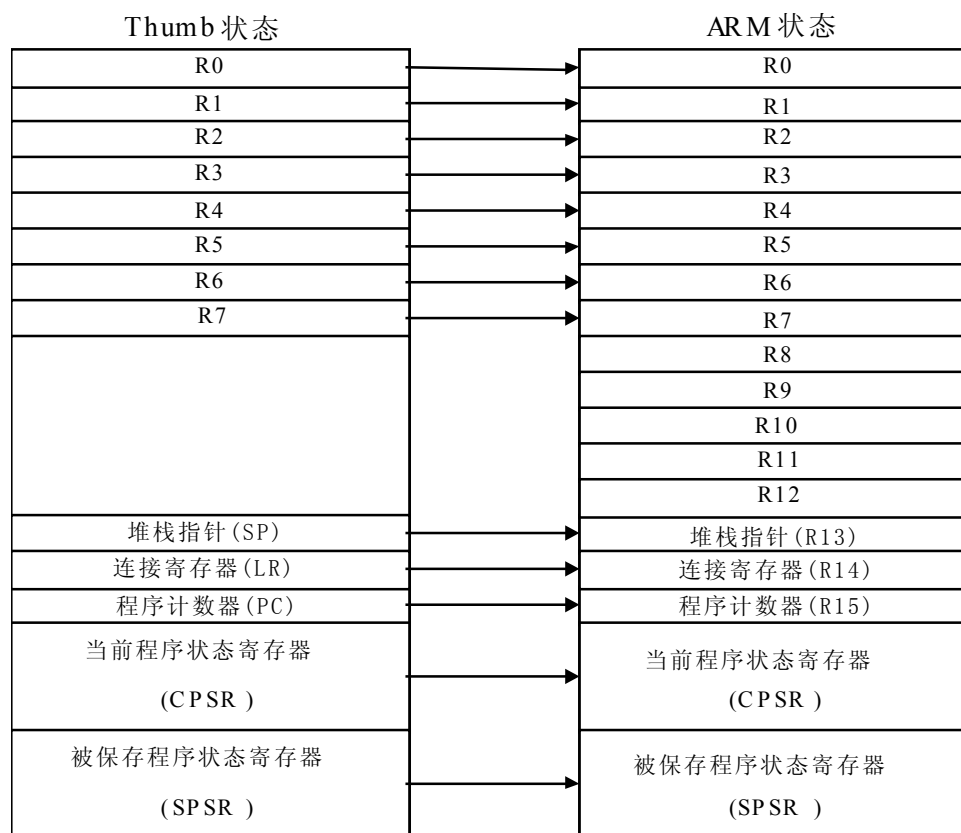 Thumb状态
R0
R1
R2
R3
R4
R5
R6
R7
堆栈指针(SP)
连接寄存器(LR)
程序计数器(PC)
当前程序状态寄存器
(CPSR )
被保存程序状态寄存器
(SPSR )
ARM状态
R0
R1
R2
R3
R4
R5
R6
R7
R8
R9
R10
R11
R12
堆栈指针(R13)
连接寄存器(R14)
程序计数器(R15)
当前程序状态寄存器
(CPSR )
被保存程序状态寄存器
(SPSR )